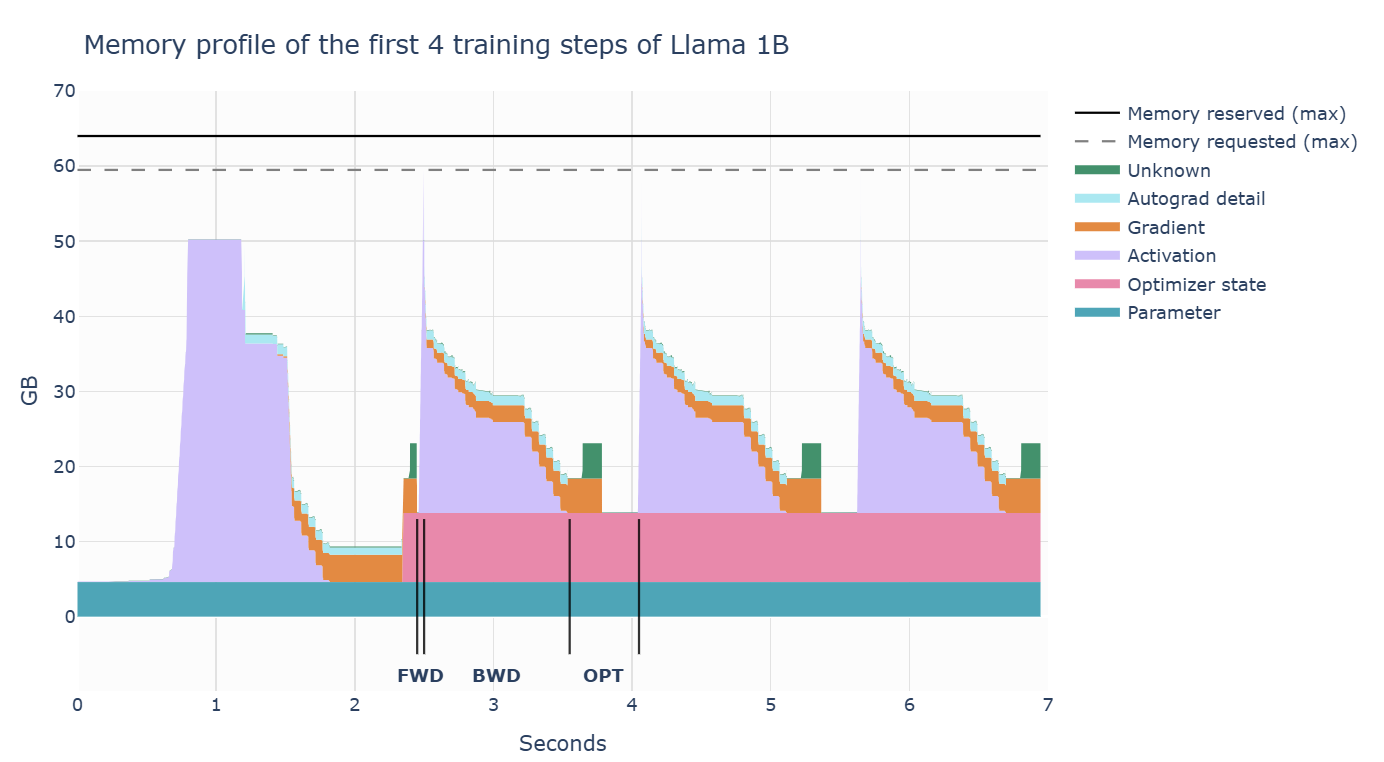 Memory profile of the first 4 training steps of Llama 1B
70
60
50
40
30
20
10
0
GB
FWD
BWD
OPT
0
1
2
3
4
5
6
7
Seconds
Memory reserved (max)
Memory requested (max)
Unknown
Autograd detail
Gradient
Activation
Optimizer state
Parameter